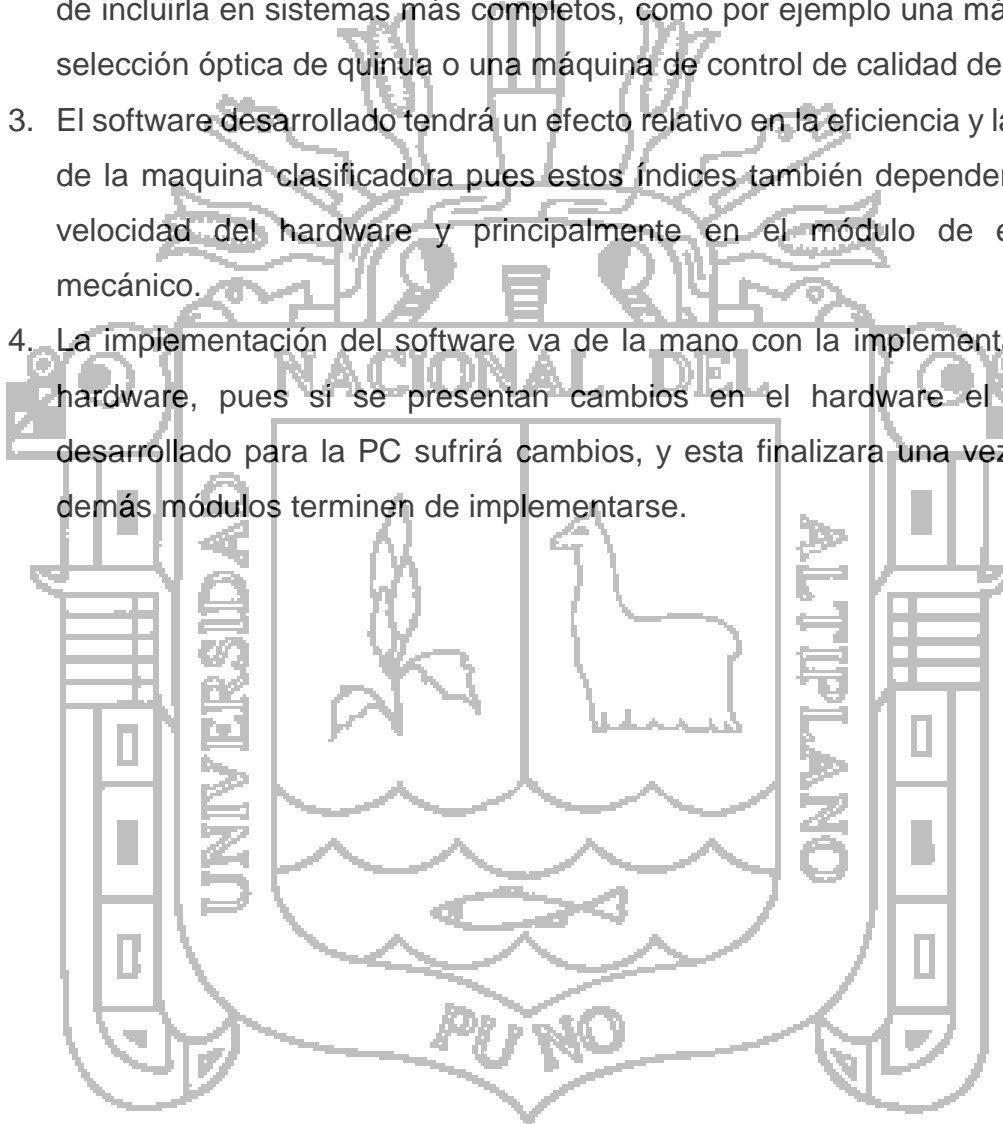 de incluirla en sistemas más completos, como por ejemplo una má
selección óptica de quinua o una máquina de control de calidad de
3. El software desarrollado tendrá un efecto relativo en la eficiencia y la
de la maquina clasificadora pues estos índices también depender
velocidad del hardware y principalmente en el módulo de e
mecánico.
4. La implementación del software va de la mano con la implementa
hardware, pues si se presentan cambios en el hardware el
desarrollado para la PC sufrirá cambios, y esta finalizara una vez
demás módulos terminen de implementarse.
NACIONAL DEL
UNIVERSIDAD
ALTIPLANO
PUNO